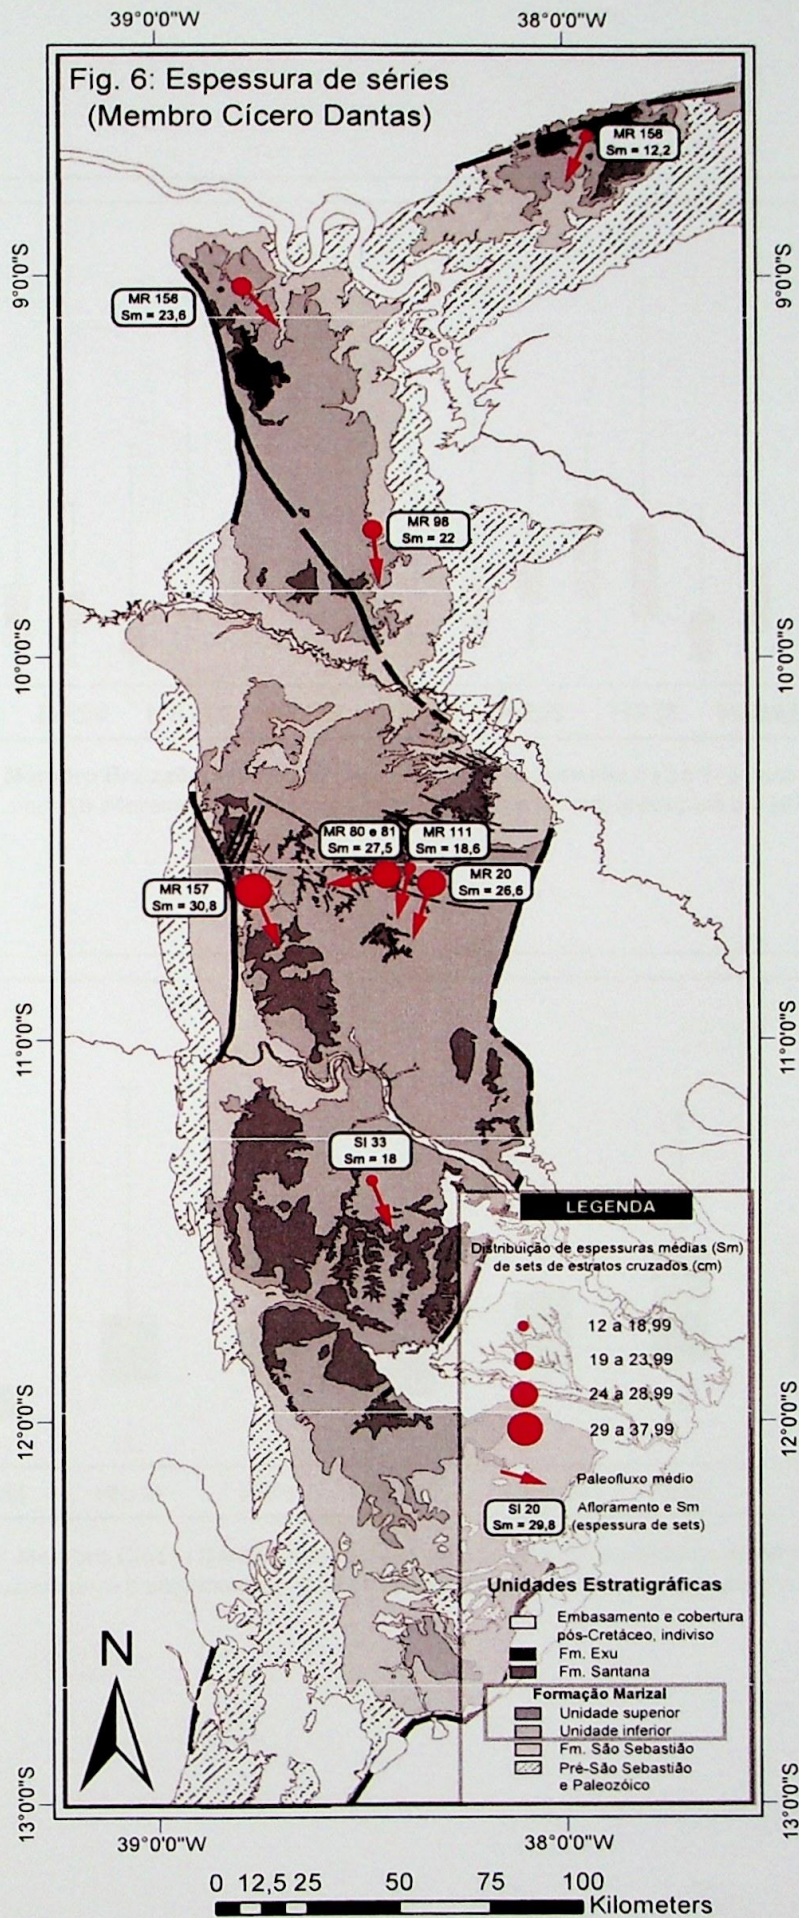 39°0'0"W
38°0'0"W
Fig. 6: Espessura de séries
(Membro Cícero Dantas)
MR 158
Sm = 12,2
9°0'0"S
9°0'0"S
MR 156
Sm = 23,6
MR 98
Sm = 22
10°0'0"S
10°0'0"S
MR 80 e 81
Sm = 27,5
MR 111
Sm = 18,6
MR 20
Sm = 26,6
MR 157
Sm = 30,8
11°0'0"S
11°0'0"S
SI 33
Sm = 18
LEGENDA
Distribuição de espessuras médias (Sm)
de sets de estratos cruzados (cm)
12 a 18,99
19 a 23,99
24 a 28,99
29 a 37,99
12°0'0"S
12°0'0"S
Paleofluxo médio
SI 20
Sm = 29,8
Afloramento e Sm
(espessura de sets)
Unidades Estratigráficas
Embasamento e cobertura
pós-Cretáceo, indiviso
Fm. Exu
Fm. Santana
Formação Marizal
Unidade superior
Unidade inferior
Fm. São Sebastião
Pré-São Sebastião
e Paleozóico
N
13°0'0"S
13°0'0"S
39°0'0"W
38°0'0"W
0 12,5 25 50 75 100
Kilometers